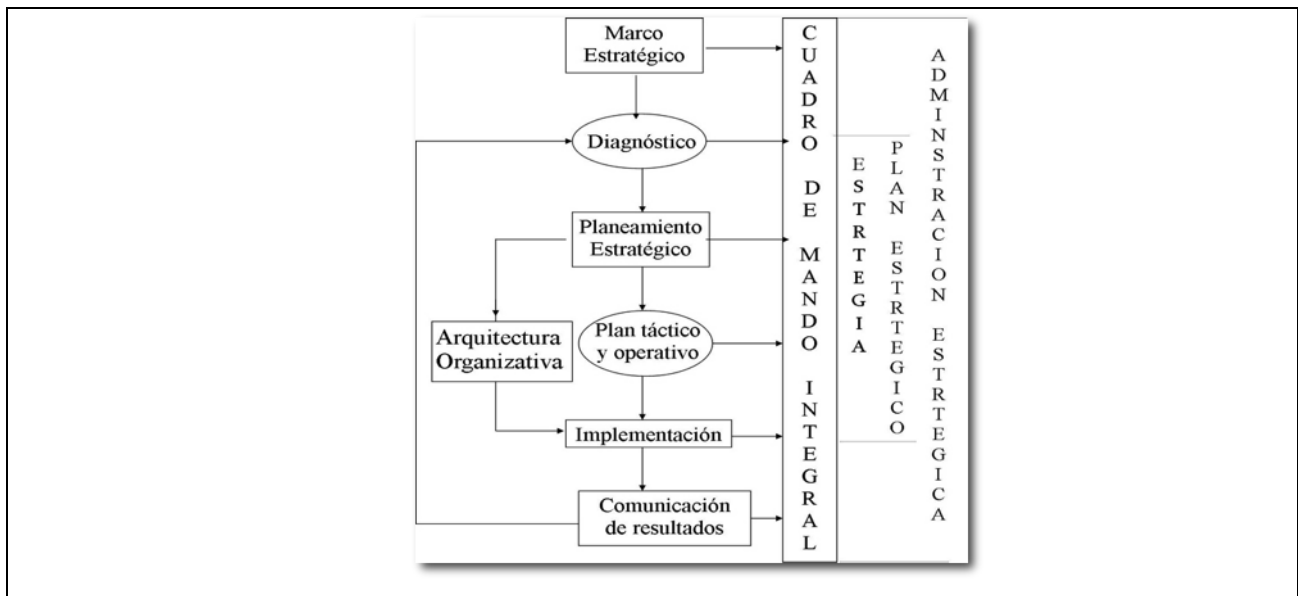 Marco
Estratégico
Diagnóstico
Planeamiento
Estratégico
Arquitectura
Organizativa
Plan táctico
y operativo
Implementación
Comunicación
de resultados
CUADRO DE MANDO INTEGRAL
ESTRTEGIA
PLAN ESTRTEGICO
ADMINSTRACION ESTRTEGICA